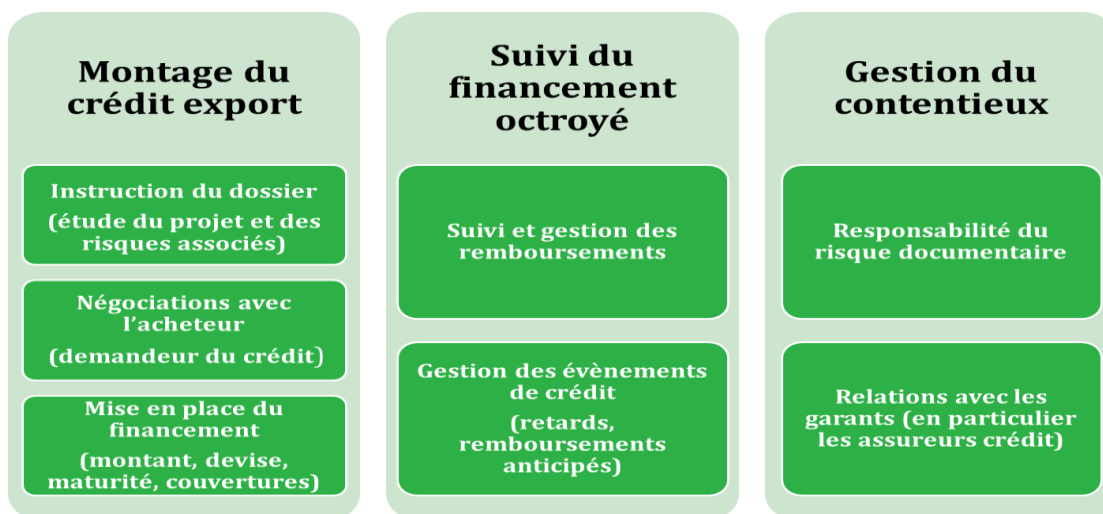 Montage du
crédit export
Instruction du dossier
(étude du projet et des
risques associés)
Négociations avec
l’acheteur
(demandeur du crédit)
Mise en place du
financement
(montant, devise,
maturité, couvertures)
Suivi du
financement
octroyé
Suivi et gestion des
remboursements
Gestion des évènements
de crédit
(retards,
remboursements
anticipés)
Gestion du
contentieux
Responsabilité du
risque documentaire
Relations avec les
garants (en particulier
les assureurs crédit)